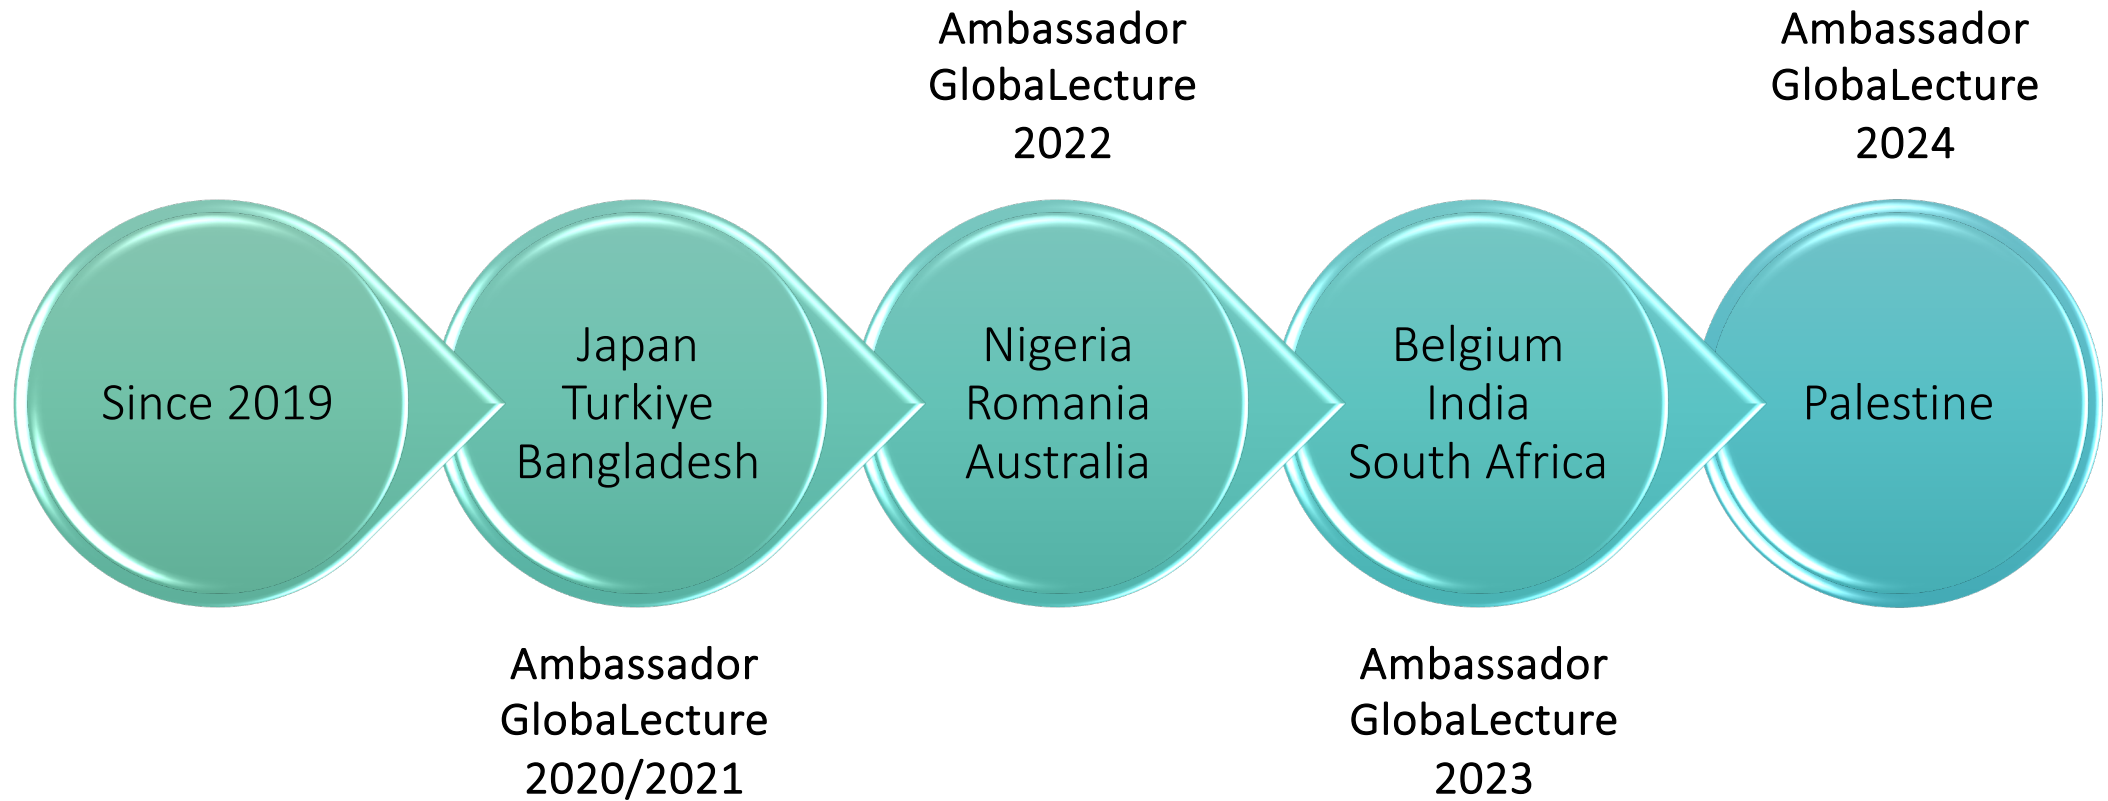 Since 2019
Japan
Turkiye
Bangladesh
Ambassador
GlobaLecture
2020/2021
Ambassador
GlobaLecture
2022
Nigeria
Romania
Australia
Belgium
India
South Africa
Ambassador
GlobaLecture
2023
Ambassador
GlobaLecture
2024
Palestine